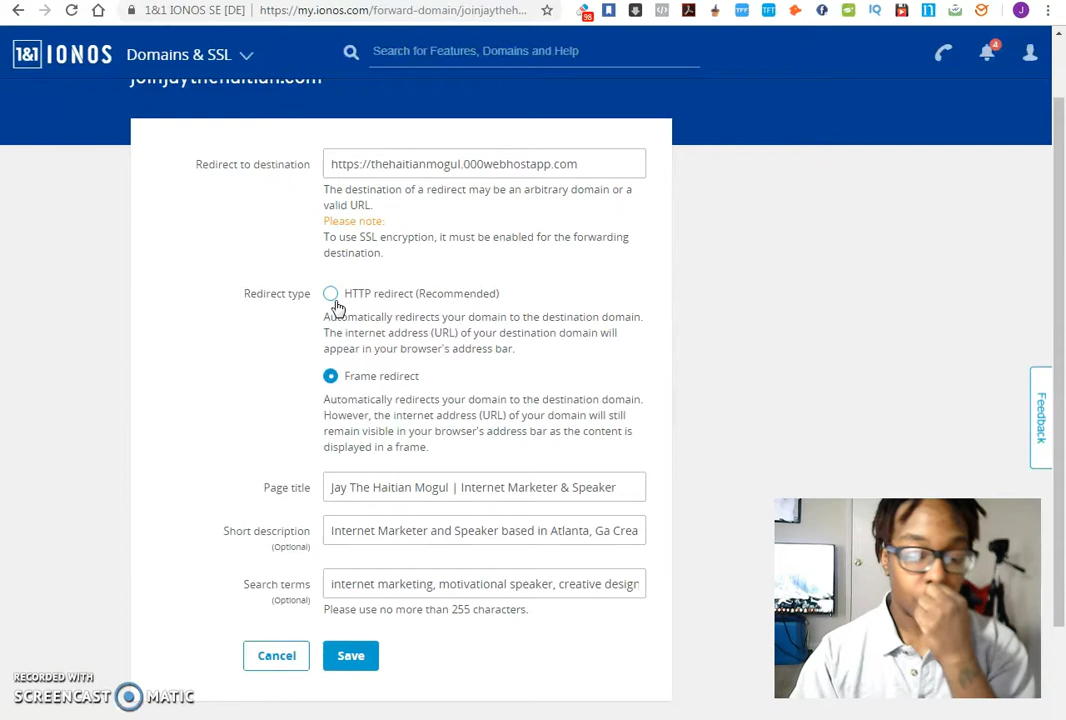 1&1 IONOS SE [DE]
https://my.ionos.com/forward-domain/joinjaytheh...
98
TFF
TFT
IQ
J
1&1 IONOS
Domains & SSL
Search for Features, Domains and Help
4
joinjaythehaitian.com
Redirect to destination
https://thehaitianmogul.000webhostapp.com
The destination of a redirect may be an arbitrary domain or a
valid URL.
Please note:
To use SSL encryption, it must be enabled for the forwarding
destination.
Redirect type
HTTP redirect (Recommended)
Automatically redirects your domain to the destination domain.
The internet address (URL) of your destination domain will
appear in your browser's address bar.
Frame redirect
Automatically redirects your domain to the destination domain.
However, the internet address (URL) of your domain will still
remain visible in your browser's address bar as the content is
displayed in a frame.
Page title
Jay The Haitian Mogul | Internet Marketer & Speaker
Short description
(Optional)
Internet Marketer and Speaker based in Atlanta, Ga Crea
Search terms
(Optional)
internet marketing, motivational speaker, creative design
Please use no more than 255 characters.
Cancel
Save
Feedback
RECORDED WITH
SCREENCAST MATIC